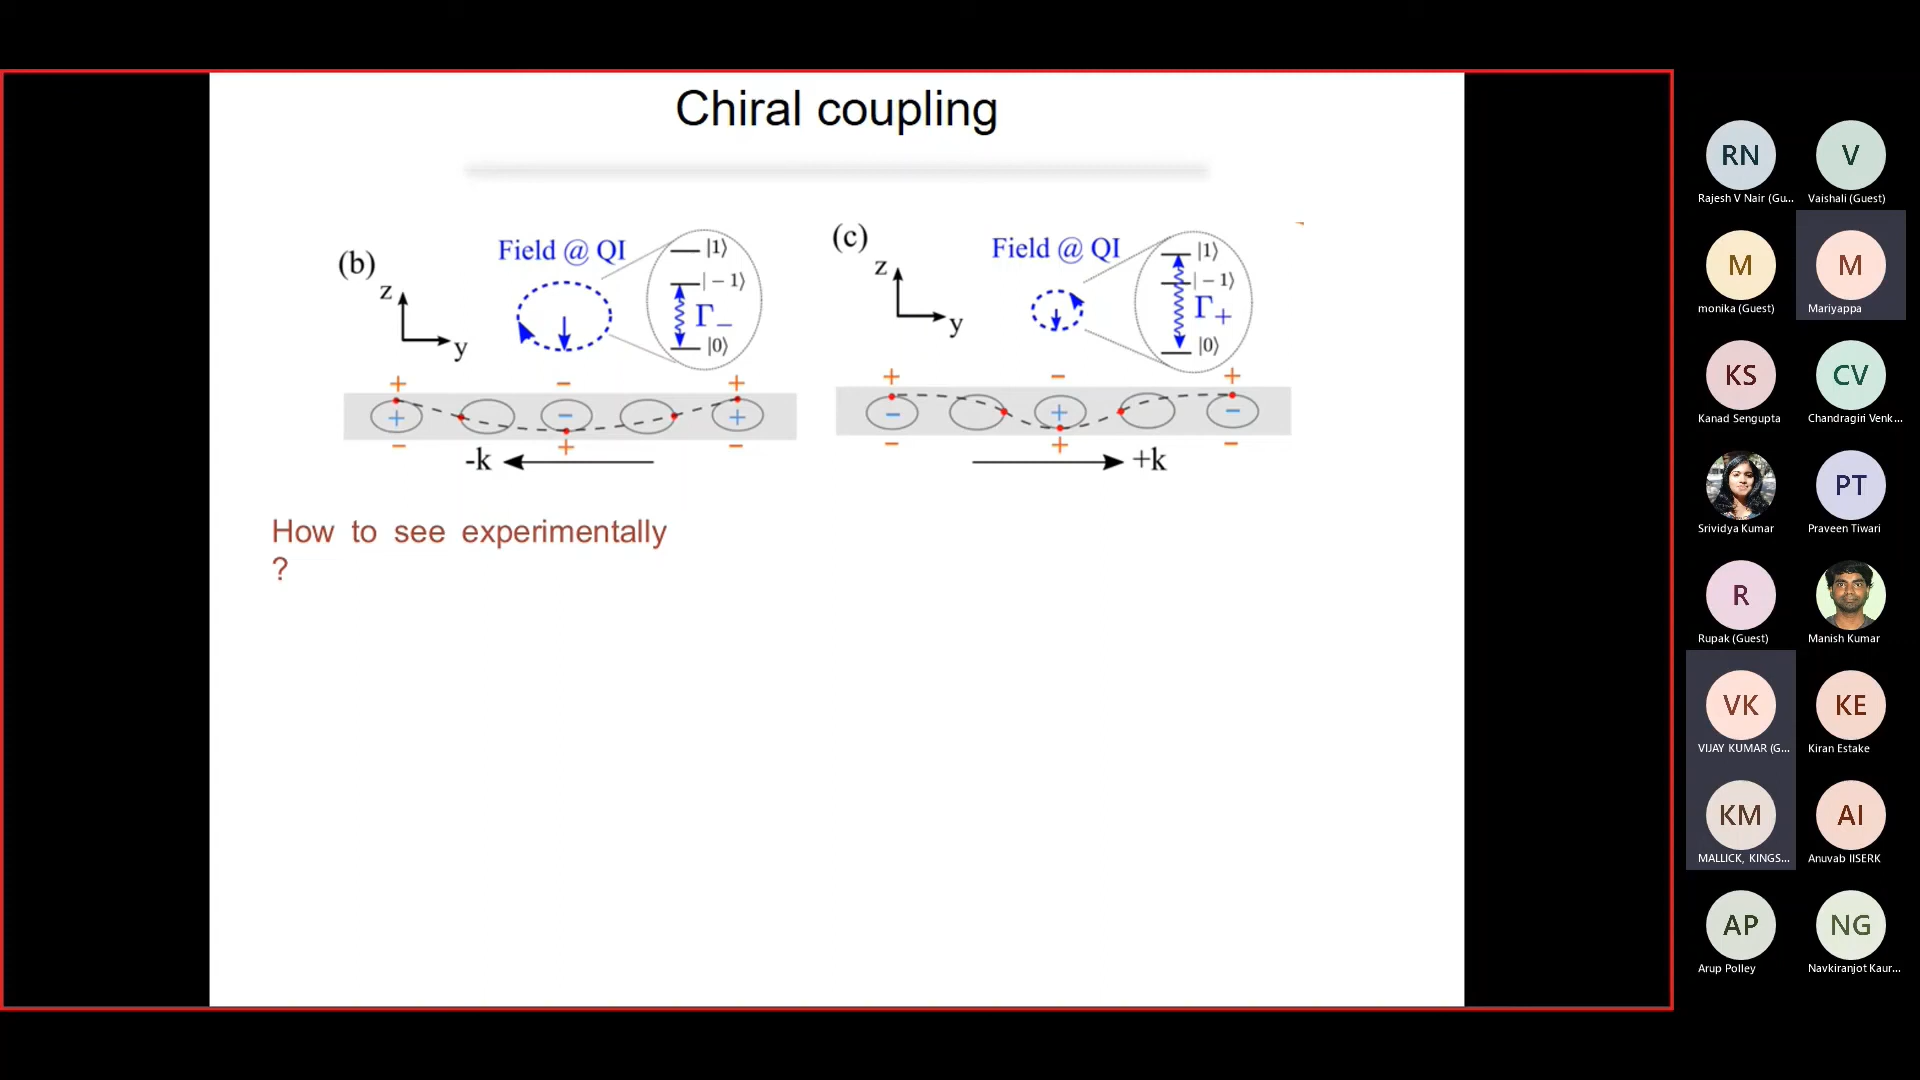 Chiral coupling
(b)
z
y
Field @ QI
|1⟩
|−1⟩
Γ−
|0⟩
+ − +
+ − +
− + −
-k
(c)
z
y
Field @ QI
|1⟩
|−1⟩
Γ+
|0⟩
+ − +
− + −
− + −
+k
How to see experimentally
?
RN
Rajesh V Nair (Gu...
V
Vaishali (Guest)
M
monika (Guest)
M
Mariyappa
KS
Kanad Sengupta
CV
Chandragiri Venk...
Srividya Kumar
PT
Praveen Tiwari
R
Rupak (Guest)
Manish Kumar
VK
VIJAY KUMAR (G...
KE
Kiran Estake
KM
MALLICK, KINGS...
AI
Anuvab IISERK
AP
Arup Polley
NG
Navkiranjot Kaur...